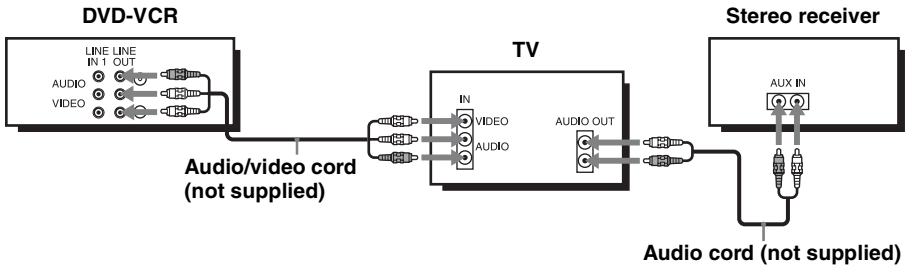 DVD-VCR
LINE LINE
IN 1 OUT
AUDIO
VIDEO
Audio/video cord
(not supplied)
TV
IN
VIDEO
AUDIO
AUDIO OUT
Stereo receiver
AUX IN
Audio cord (not supplied)